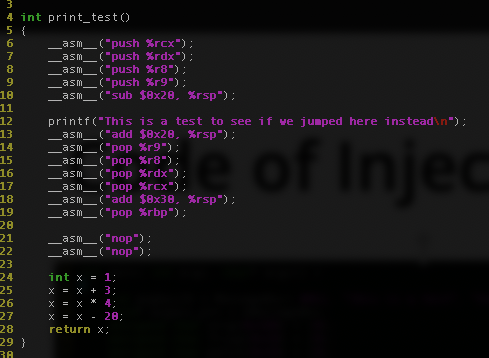 3
4 int print_test()
5 {
6     __asm__("push %rcx");
7     __asm__("push %rdx");
8     __asm__("push %r8");
9     __asm__("push %r9");
10     __asm__("sub $0x20, %rsp");
11
12     printf("This is a test to see if we jumped here instead\n");
13     __asm__("add $0x20, %rsp");
14     __asm__("pop %r9");
15     __asm__("pop %r8");
16     __asm__("pop %rdx");
17     __asm__("pop %rcx");
18     __asm__("add $0x30, %rsp");
19     __asm__("pop %rbp");
20
21     __asm__("nop");
22     __asm__("nop");
23
24     int x = 1;
25     x = x + 3;
26     x = x * 4;
27     x = x - 20;
28     return x;
29 }
30
of